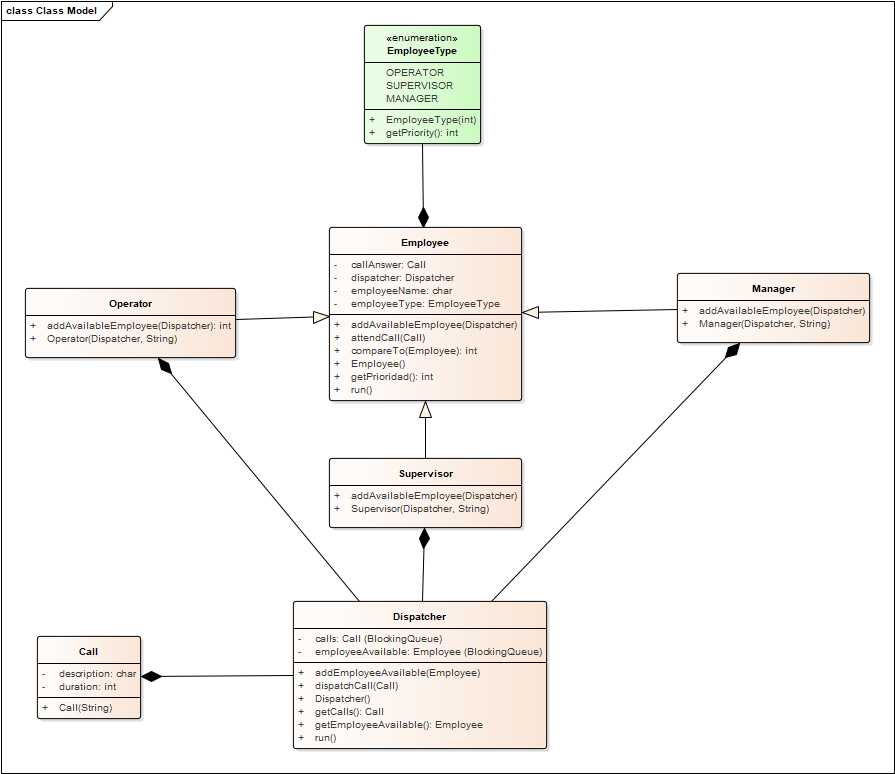 class Class Model
«enumeration»
EmployeeType
OPERATOR
SUPERVISOR
MANAGER
+ EmployeeType(int)
+ getPriority(): int
Employee
- callAnswer: Call
- dispatcher: Dispatcher
- employeeName: char
- employeeType: EmployeeType
+ addAvailableEmployee(Dispatcher)
+ attendCall(Call)
+ compareTo(Employee): int
+ Employee()
+ getPrioridad(): int
+ run()
Operator
+ addAvailableEmployee(Dispatcher): int
+ Operator(Dispatcher, String)
Manager
+ addAvailableEmployee(Dispatcher)
+ Manager(Dispatcher, String)
Supervisor
+ addAvailableEmployee(Dispatcher)
+ Supervisor(Dispatcher, String)
Dispatcher
- calls: Call (BlockingQueue)
- employeeAvailable: Employee (BlockingQueue)
+ addEmployeeAvailable(Employee)
+ dispatchCall(Call)
+ Dispatcher()
+ getCalls(): Call
+ getEmployeeAvailable(): Employee
+ run()
Call
- description: char
- duration: int
+ Call(String)